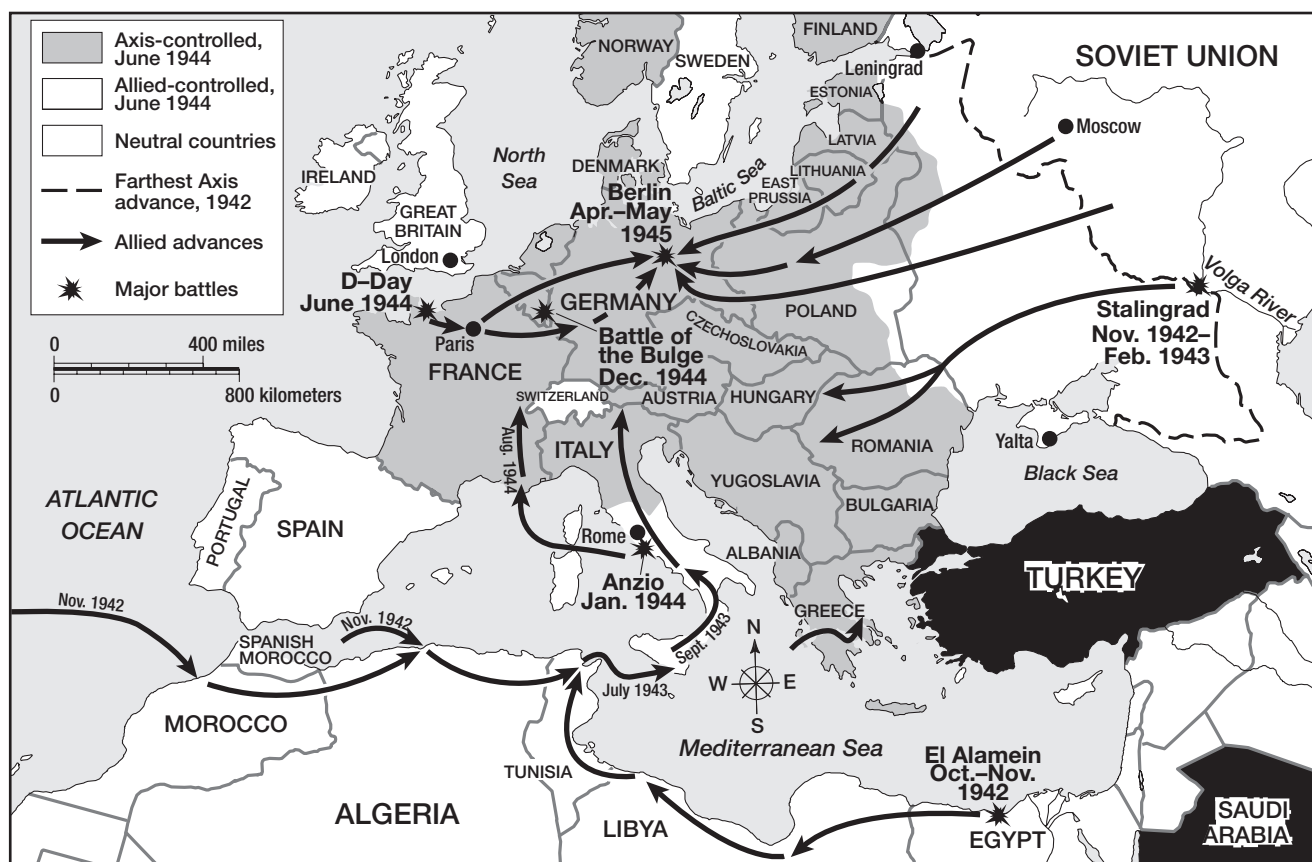 Axis-controlled,
June 1944
Allied-controlled,
June 1944
Neutral countries
Farthest Axis
advance, 1942
Allied advances
Major battles
0 400 miles
0 800 kilometers
NORWAY
SWEDEN
FINLAND
Leningrad
SOVIET UNION
ESTONIA
Moscow
LATVIA
LITHUANIA
North
Sea
DENMARK
Baltic Sea
EAST
PRUSSIA
IRELAND
GREAT
BRITAIN
London
Berlin
Apr.–May
1945
D–Day
June 1944
GERMANY
POLAND
Volga River
Stalingrad
Nov. 1942–
Feb. 1943
Paris
CZECHOSLOVAKIA
Battle of
the Bulge
Dec. 1944
FRANCE
SWITZERLAND
AUSTRIA
HUNGARY
Aug. 1944
ITALY
ROMANIA
Yalta
Black Sea
YUGOSLAVIA
BULGARIA
ATLANTIC
OCEAN
PORTUGAL
SPAIN
Rome
ALBANIA
Anzio
Jan. 1944
TURKEY
GREECE
Nov. 1942
Nov. 1942
SPANISH
MOROCCO
Sept. 1943
July 1943
N
W E
S
MOROCCO
Mediterranean Sea
TUNISIA
El Alamein
Oct.–Nov.
1942
ALGERIA
LIBYA
EGYPT
SAUDI
ARABIA